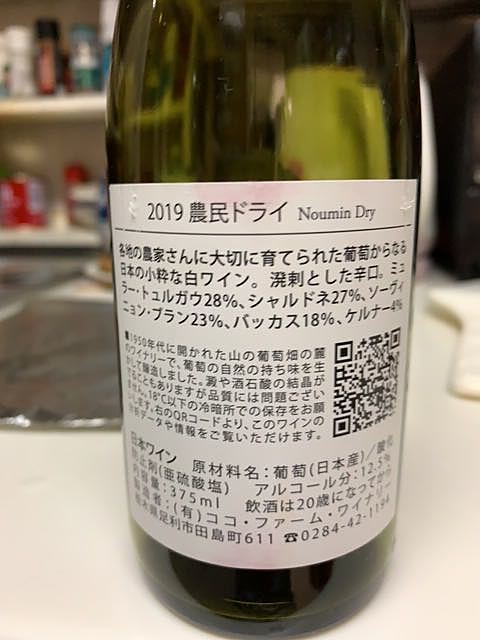 2019 農民ドライ Noumin Dry
各地の農家さんに大切に育てられた葡萄からなる
日本の小粋な白ワイン。溌剌とした辛口。ミュ
ラー・トゥルガウ28%、シャルドネ27%、ソーヴィ
ニョン・ブラン23%、バッカス18%、ケルナー4%
■1950年代に開かれた山の葡萄畑の麓
のワイナリーで、葡萄の自然の持ち味を生
かして醸造しました。澱や酒石酸の結晶が
出ることもありますが品質には問題ござい
ません。18℃以下の冷暗所での保存をお願
いします。右のQRコードより、このワインの
分析データや情報をご覧いただけます。
日本ワイン 原材料名:葡萄(日本産)/酸化
防止剤(亜硫酸塩) アルコール分:12.5%
内容量:375ml 飲酒は20歳になってから
製造者:(有)ココ・ファーム・ワイナリー
栃木県足利市田島町611 ☎0284-42-1194